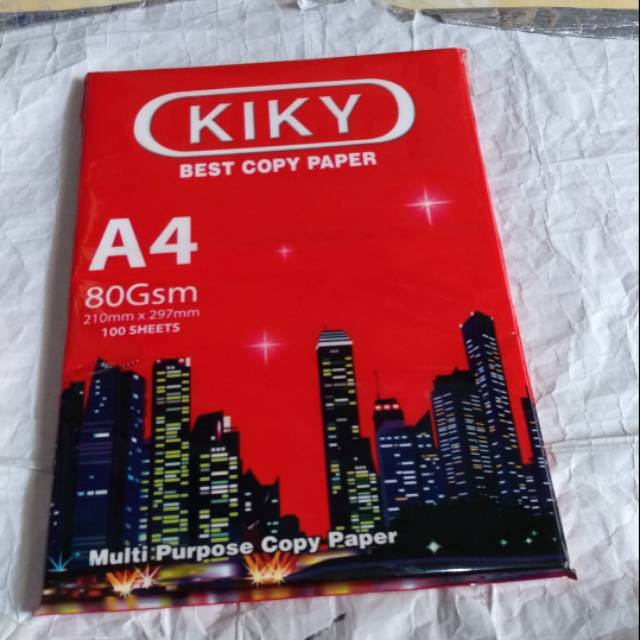 KIKY
BEST COPY PAPER
A4
80Gsm
210mm x 297mm
100 SHEETS
Multi Purpose Copy Paper